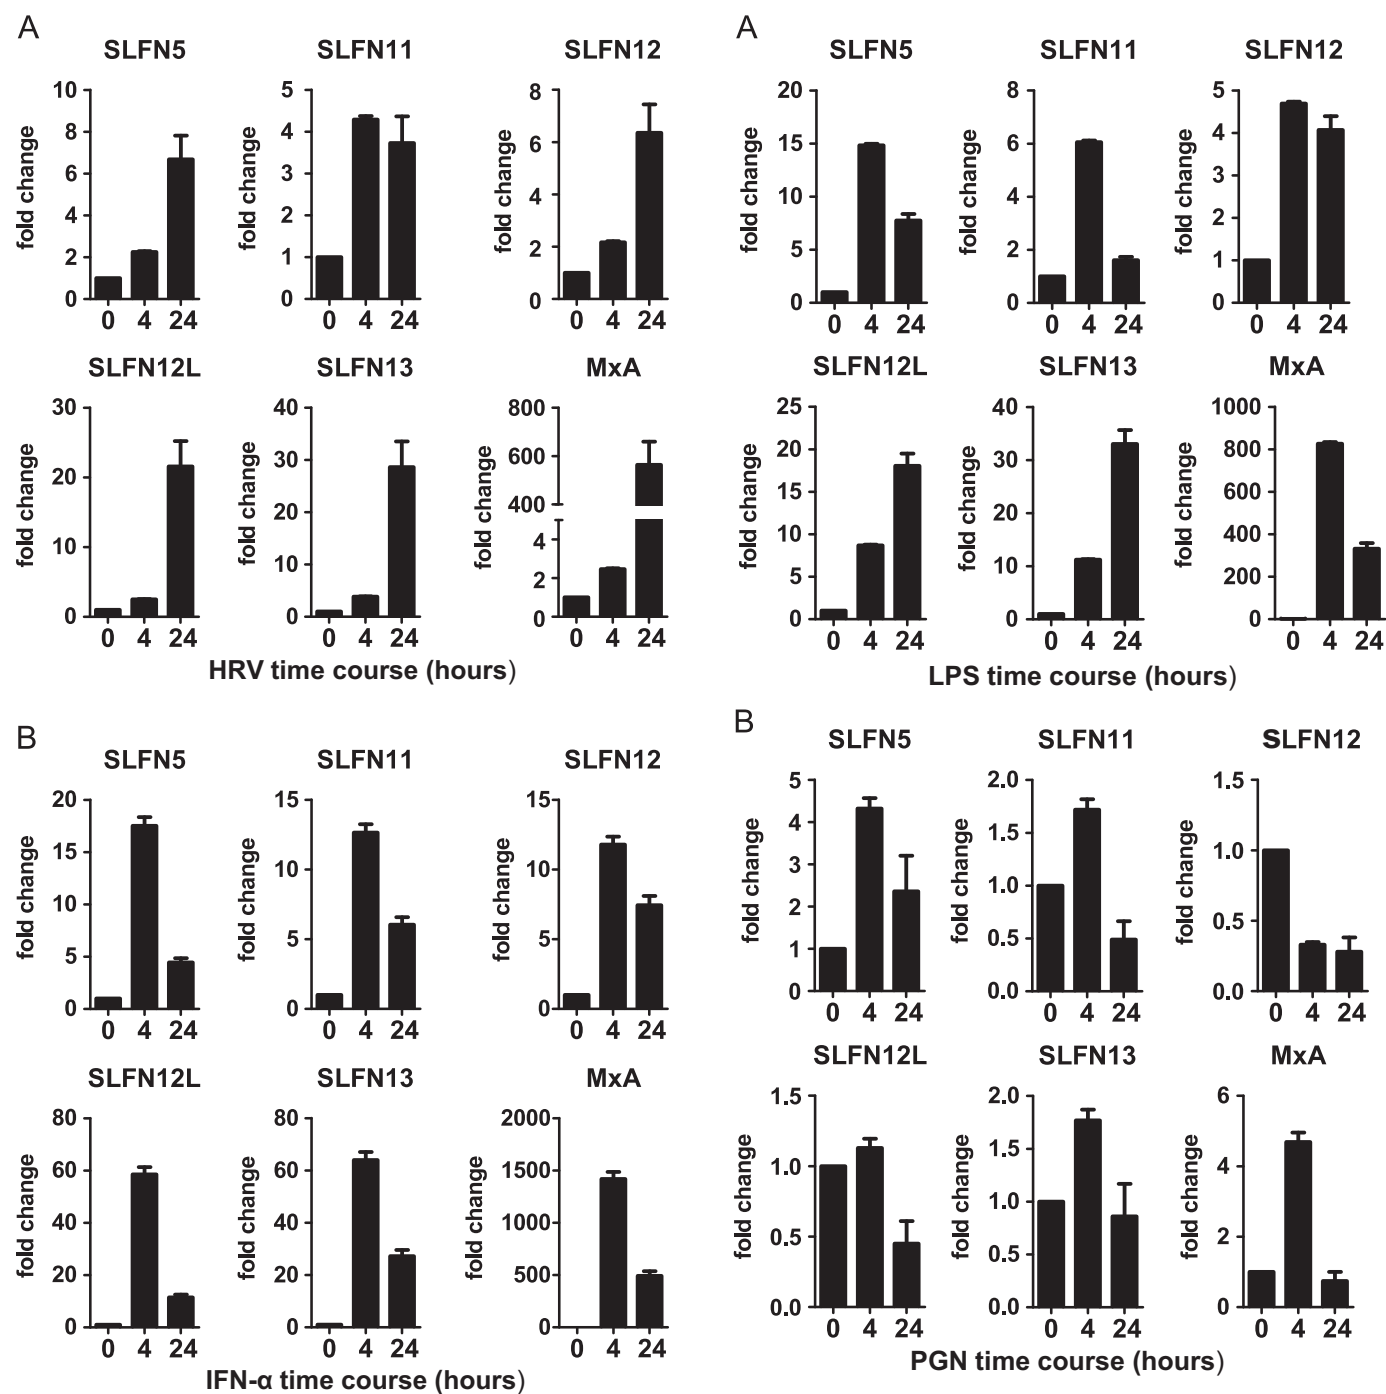 A
SLFN5 SLFN11 SLFN12
fold change fold change fold change
10 8 6 4 2 0
5 4 3 2 1 0
8 6 4 2 0
0 4 24 0 4 24 0 4 24
SLFN12L SLFN13 MxA
fold change fold change fold change
30 20 10 0
40 30 20 10 0
800 600 400 4 2 0
0 4 24 0 4 24 0 4 24
HRV time course (hours)
B
SLFN5 SLFN11 SLFN12
fold change fold change fold change
20 15 10 5 0
15 10 5 0
15 10 5 0
0 4 24 0 4 24 0 4 24
SLFN12L SLFN13 MxA
fold change fold change fold change
80 60 40 20 0
80 60 40 20 0
2000 1500 1000 500 0
0 4 24 0 4 24 0 4 24
IFN-α time course (hours)
A
SLFN5 SLFN11 SLFN12
fold change fold change fold change
20 15 10 5 0
8 6 4 2 0
5 4 3 2 1 0
0 4 24 0 4 24 0 4 24
SLFN12L SLFN13 MxA
fold change fold change fold change
25 20 15 10 5 0
40 30 20 10 0
1000 800 600 400 200 0
0 4 24 0 4 24 0 4 24
LPS time course (hours)
B
SLFN5 SLFN11 SLFN12
fold change fold change fold change
5 4 3 2 1 0
2.0 1.5 1.0 0.5 0.0
1.5 1.0 0.5 0.0
0 4 24 0 4 24 0 4 24
SLFN12L SLFN13 MxA
fold change fold change fold change
1.5 1.0 0.5 0.0
2.0 1.5 1.0 0.5 0.0
6 4 2 0
0 4 24 0 4 24 0 4 24
PGN time course (hours)